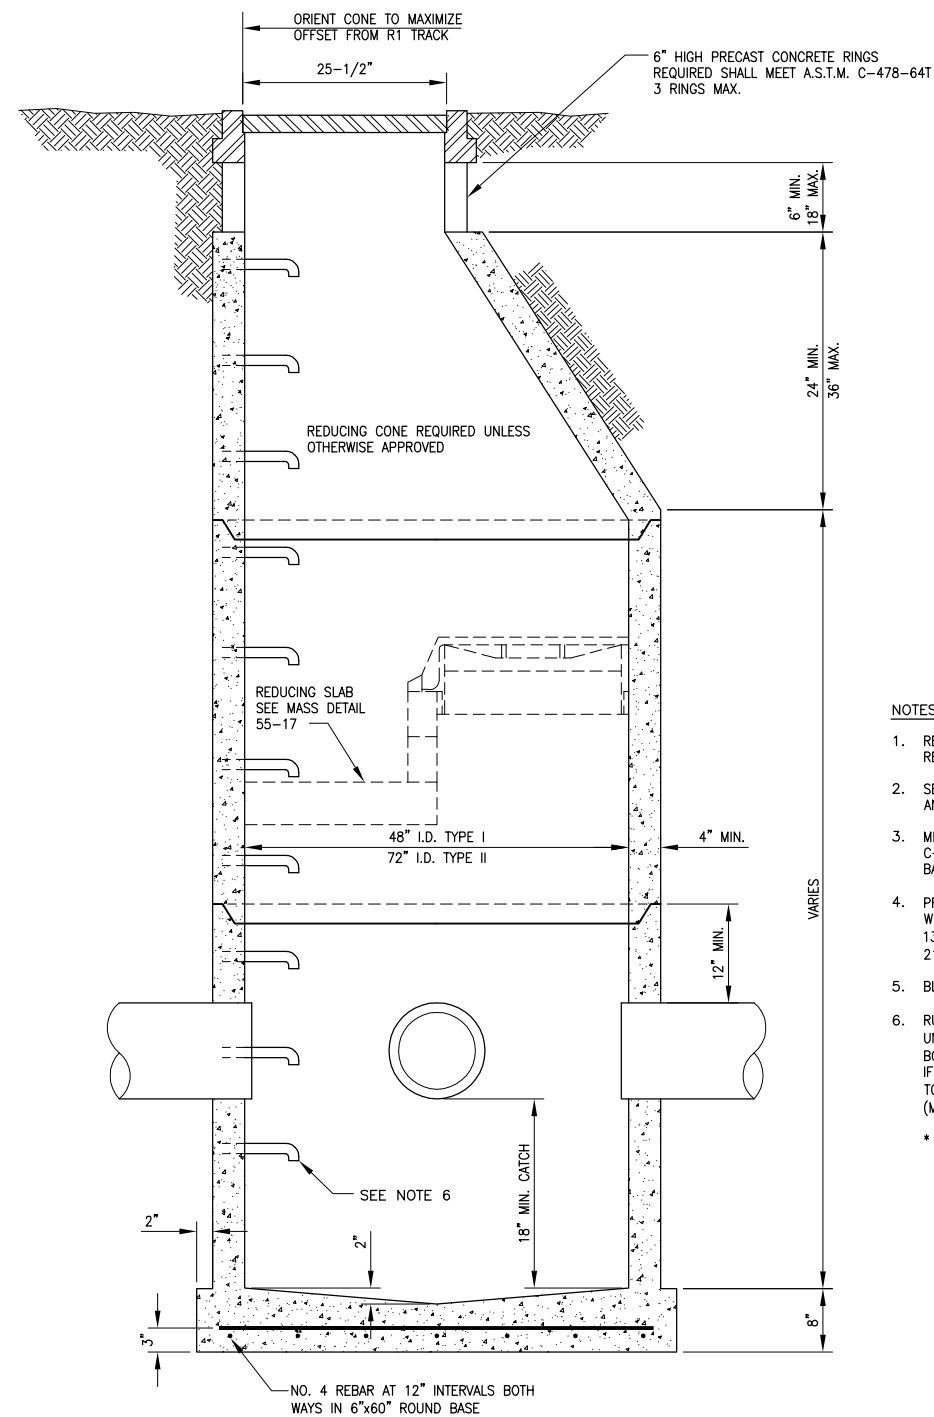 ORIENT CONE TO MAXIMIZE
OFFSET FROM R1 TRACK
25-1/2"
6" HIGH PRECAST CONCRETE RINGS
REQUIRED SHALL MEET A.S.T.M. C-478-64T
3 RINGS MAX.
6" MIN.
18" MAX.
24" MIN.
36" MAX.
REDUCING CONE REQUIRED UNLESS
OTHERWISE APPROVED
REDUCING SLAB
SEE MASS DETAIL
55-17
48" I.D. TYPE I
72" I.D. TYPE II
4" MIN.
VARIES
12" MIN.
18" MIN. CATCH
SEE NOTE 6
2"
2"
3"
8"
NO. 4 REBAR AT 12" INTERVALS BOTH
WAYS IN 6"x60" ROUND BASE
NOTES
1.
2.
3.
4.
5.
6.
*